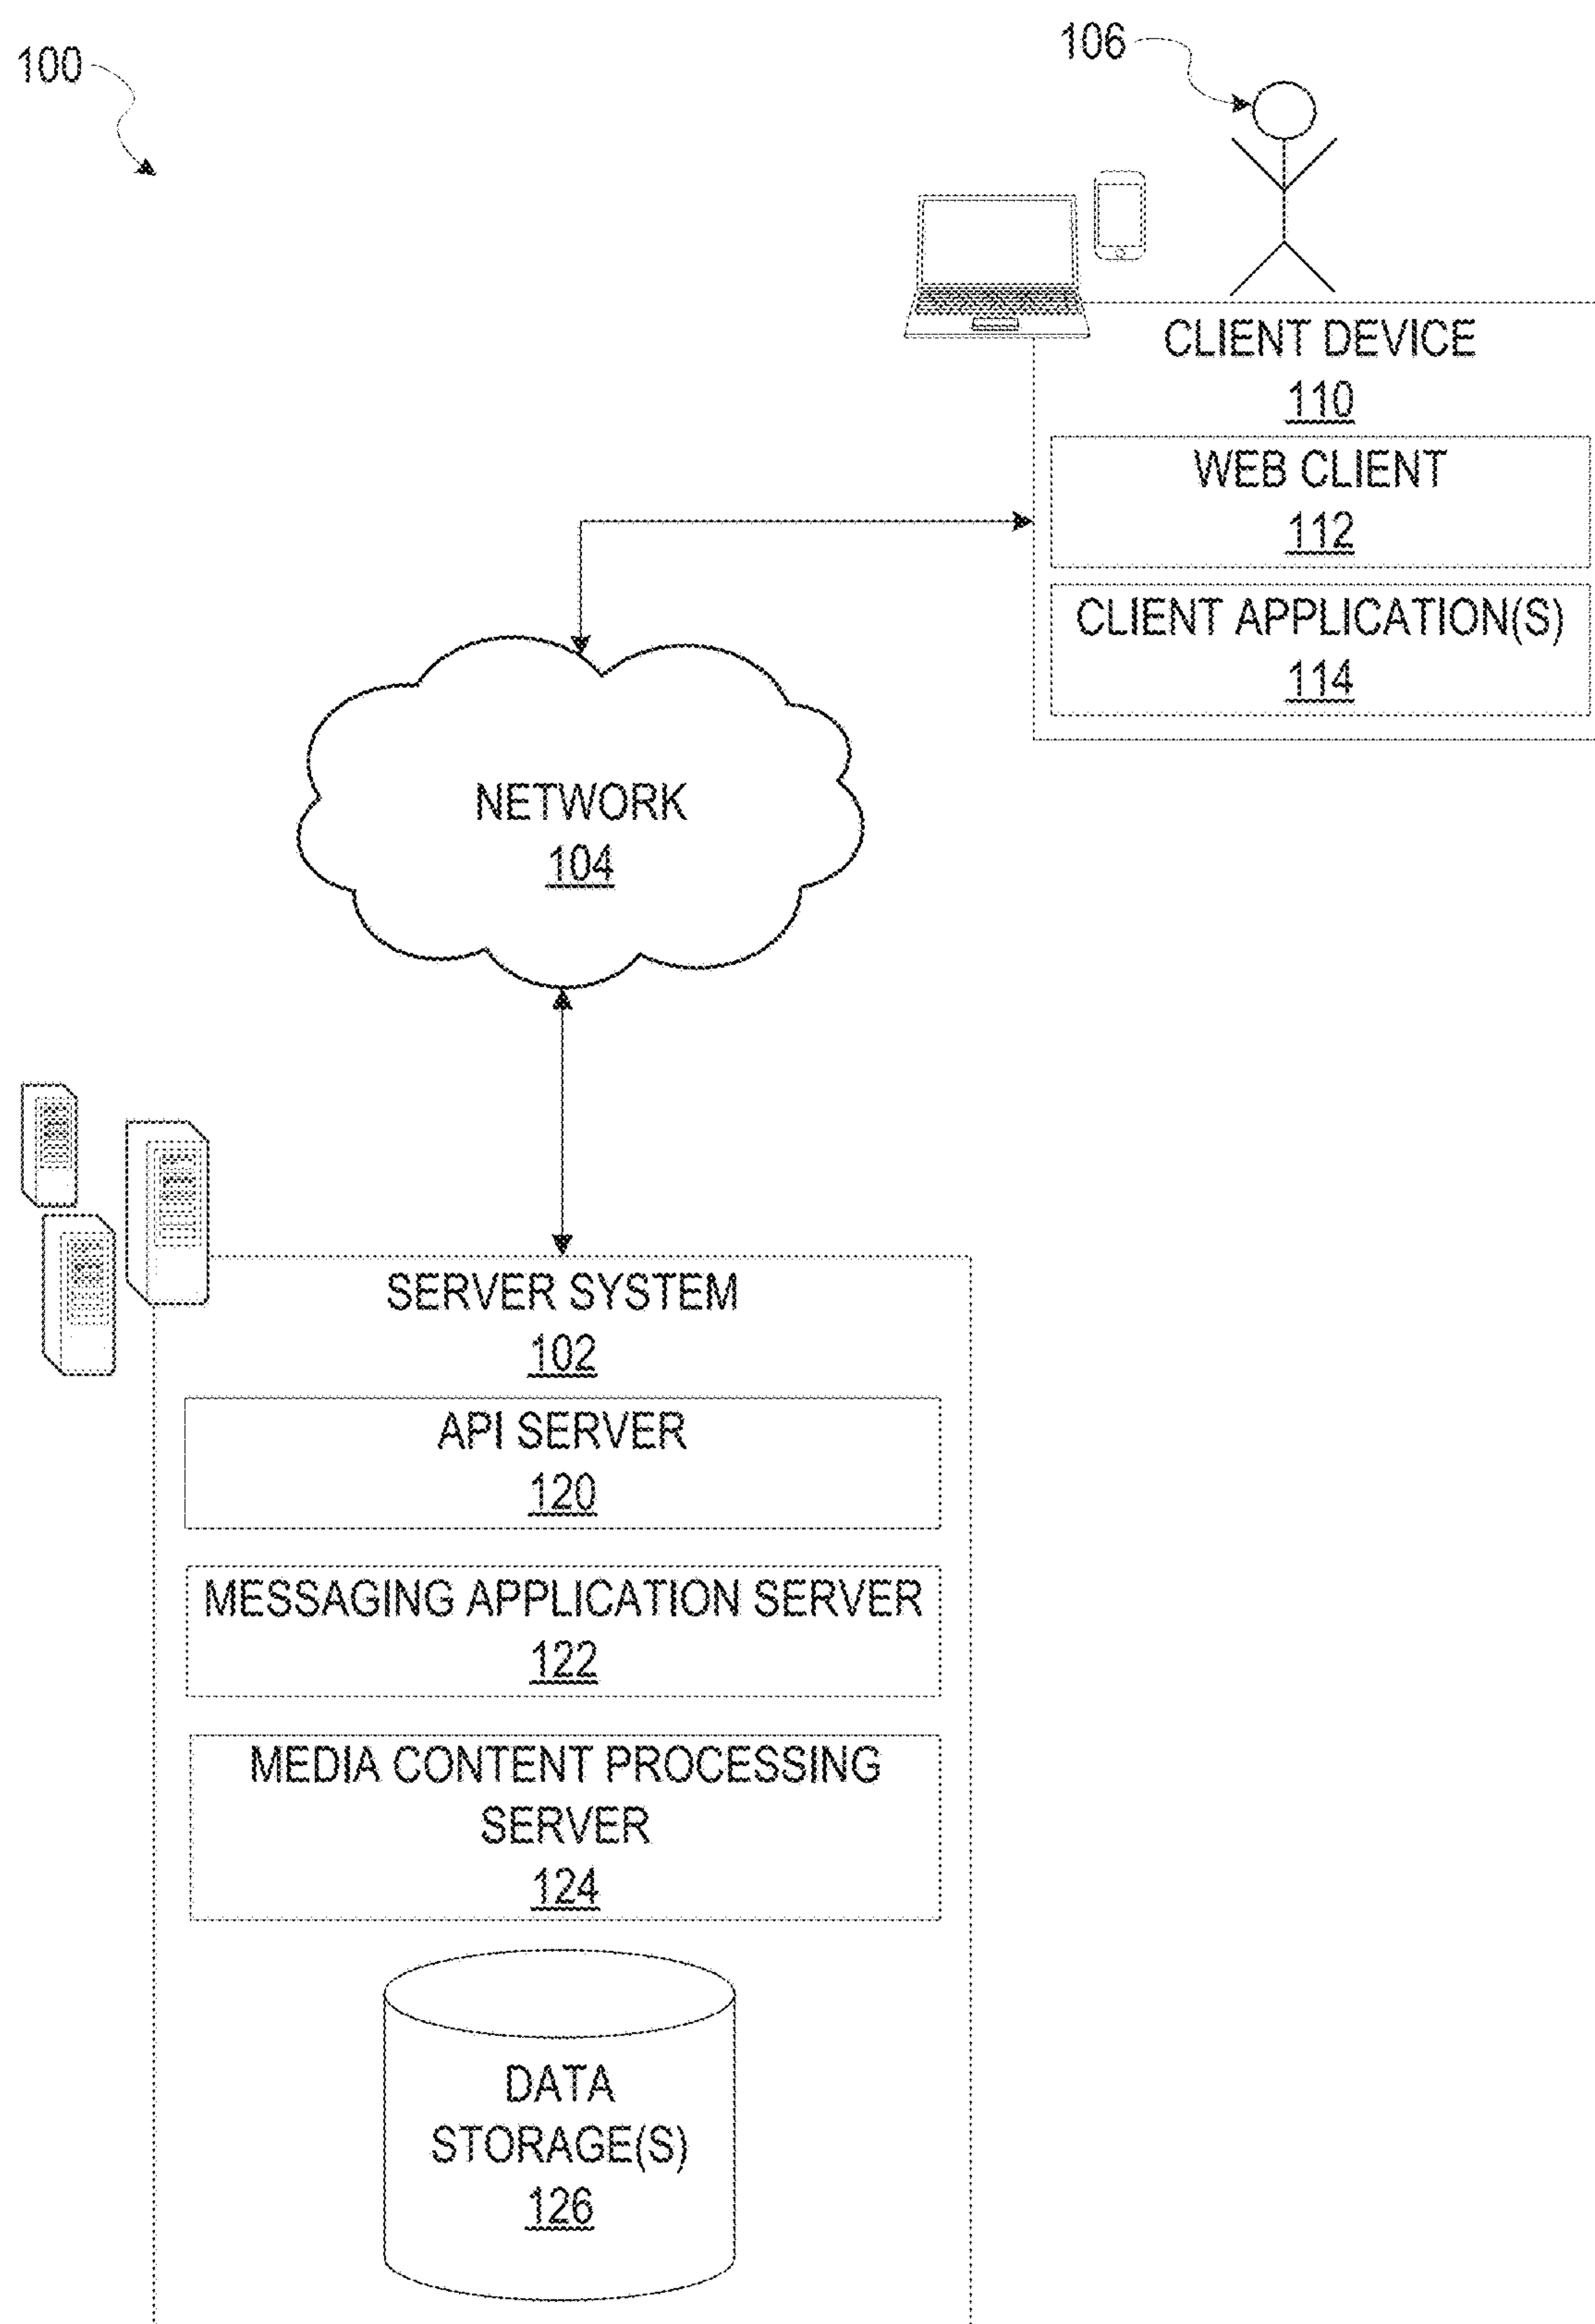 100
106
CLIENT DEVICE
110
WEB CLIENT
112
CLIENT APPLICATION(S)
114
NETWORK
104
SERVER SYSTEM
102
API SERVER
120
MESSAGING APPLICATION SERVER
122
MEDIA CONTENT PROCESSING
SERVER
124
DATA
STORAGE(S)
126